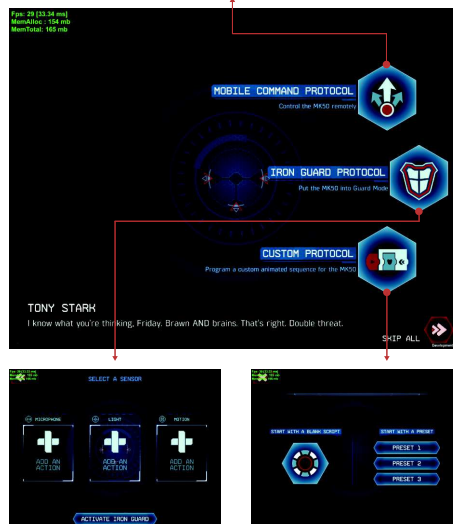 Fps: 29 [33.34 ms]
MemAlloc : 154 mb
MemTotal: 165 mb
MOBILE COMMAND PROTOCOL
Control the MK50 remotely
IRON GUARD PROTOCOL
Put the MK50 into Guard Mode
CUSTOM PROTOCOL
Program a custom animated sequence for the MK50
TONY STARK
I know what you're thinking, Friday. Brawn AND brains. That's right. Double threat.
SKIP ALL
Development
SELECT A SENSOR
MICROPHONE
LIGHT
MOTION
ADD AN
ACTION
ADD AN
ACTION
ADD AN
ACTION
ACTIVATE IRON GUARD
START WITH A BLANK SCRIPT
START WITH A PRESET
PRESET 1
PRESET 2
PRESET 3